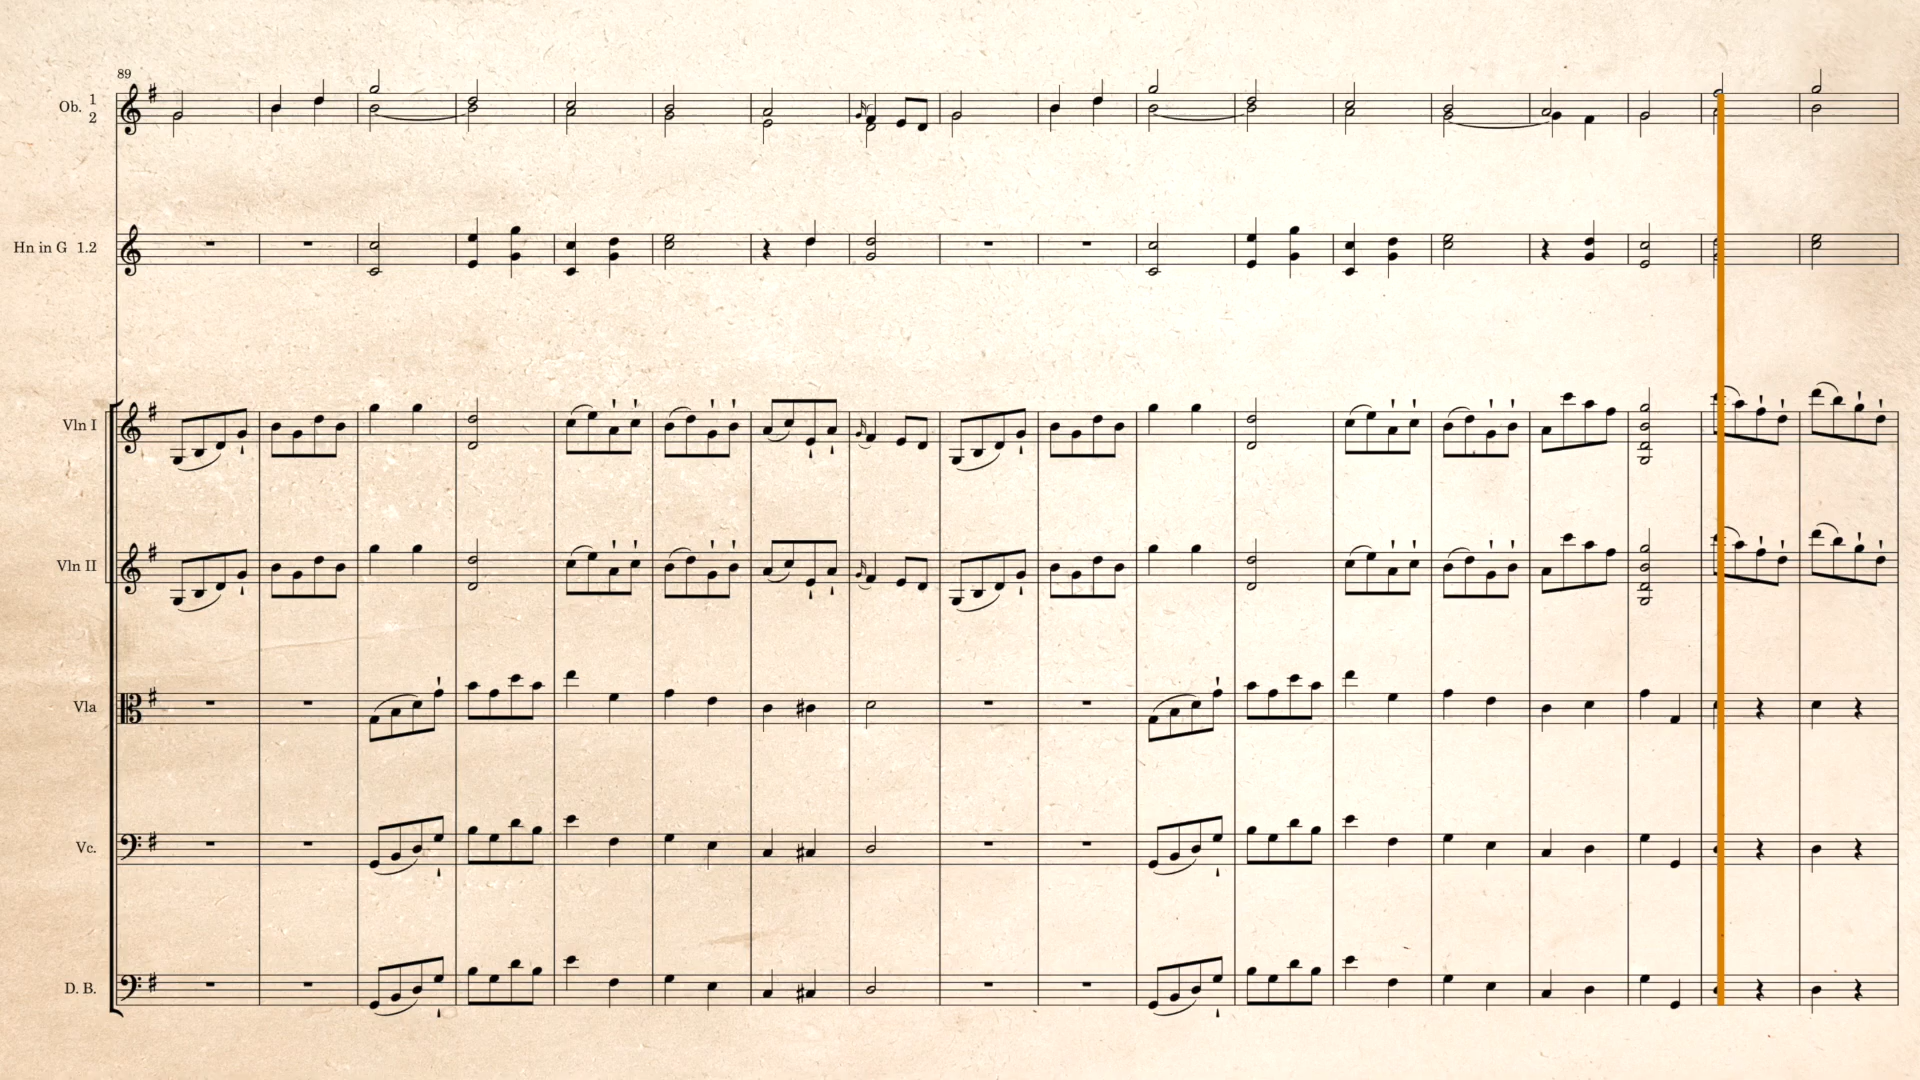 89
Ob. 1
2
Hn in G 1.2
Vln I
Vln II
Vla
Vc.
D. B.